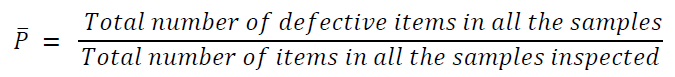 P̅ = Total number of defective items in all the samples / Total number of items in all the samples inspected